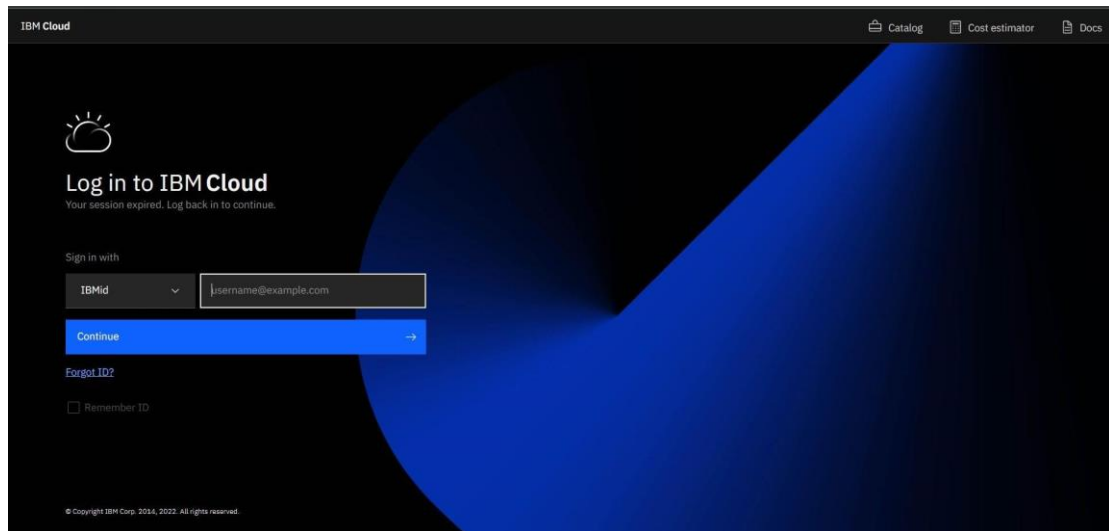 IBM Cloud
Catalog
Cost estimator
Docs
Log in to IBM Cloud
Your session expired. Log back in to continue.
Sign in with
IBMid
username@example.com
Continue
Forgot ID?
Remember ID
© Copyright IBM Corp. 2014, 2022. All rights reserved.